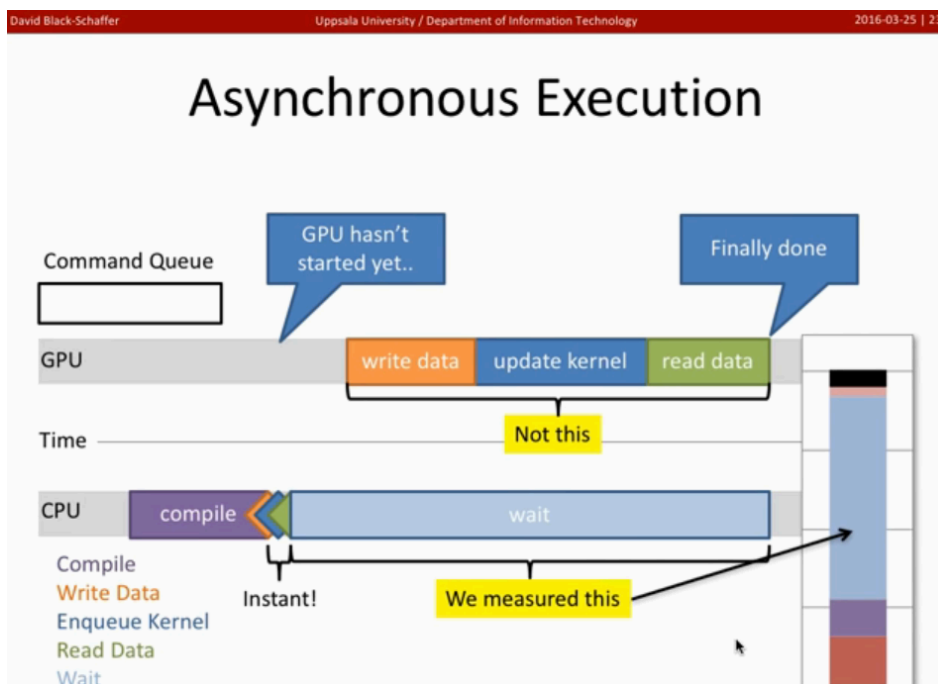 David Black-Schaffer
Uppsala University / Department of Information Technology
2016-03-25 | 2
Asynchronous Execution
GPU hasn't
started yet..
Finally done
Command Queue
GPU
write data
update kernel
read data
Not this
Time
CPU
compile
wait
Instant!
We measured this
Compile
Write Data
Enqueue Kernel
Read Data
Wait